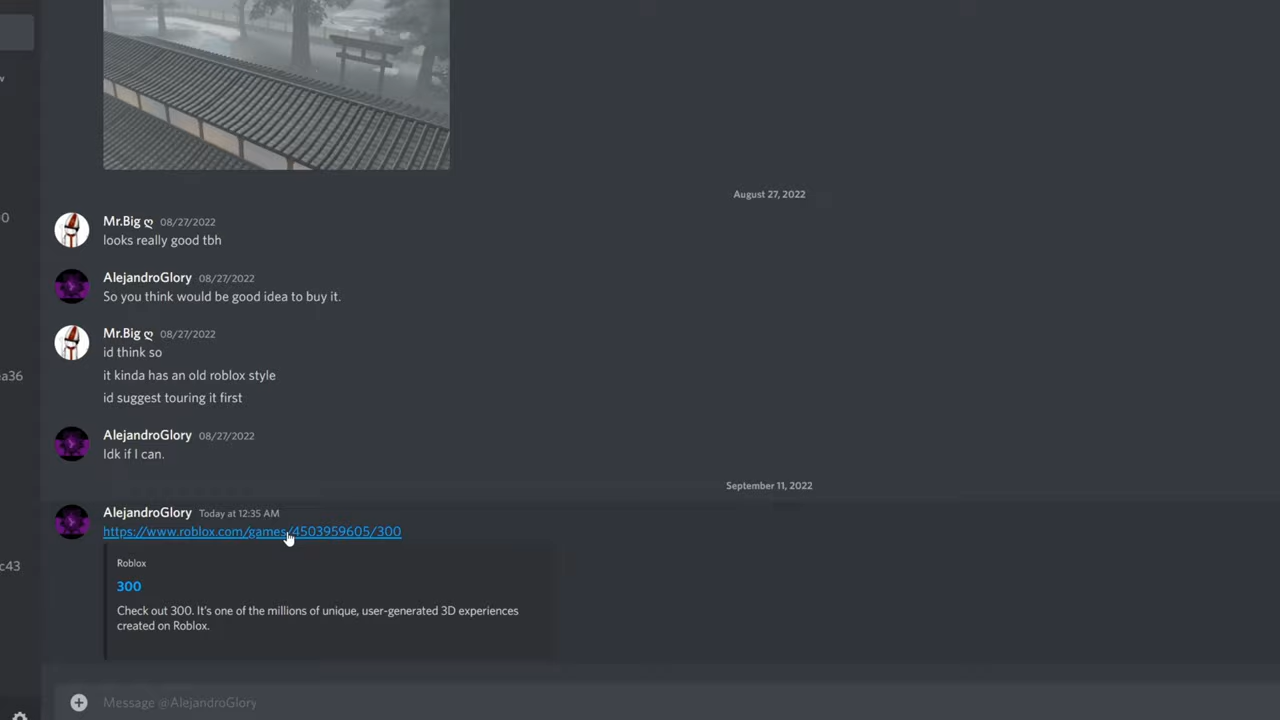 August 27, 2022
Mr.Big ღ 08/27/2022
looks really good tbh
AlejandroGlory 08/27/2022
So you think would be good idea to buy it.
Mr.Big ღ 08/27/2022
id think so
it kinda has an old roblox style
id suggest touring it first
AlejandroGlory 08/27/2022
Idk if I can.
September 11, 2022
AlejandroGlory Today at 12:35 AM
https://www.roblox.com/games/4503959605/300
Roblox
300
Check out 300. It's one of the millions of unique, user-generated 3D experiences
created on Roblox.
Message @AlejandroGlory